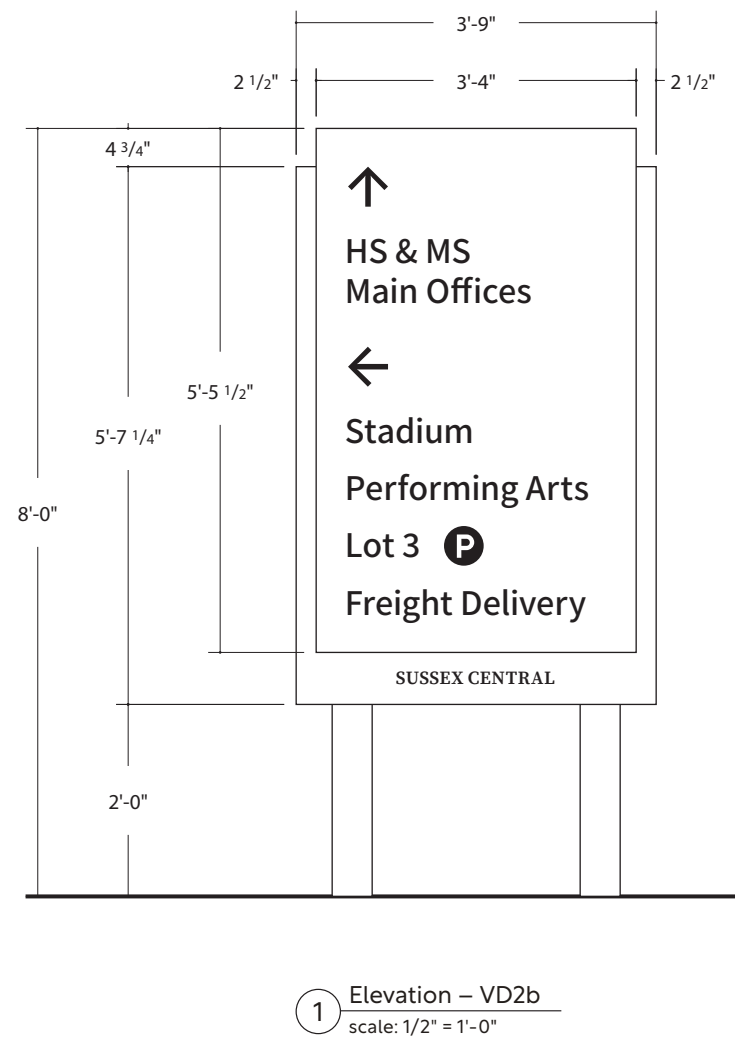 3'-9"
2 1/2"
3'-4"
2 1/2"
4 3/4"
HS & MS
Main Offices
5'-5 1/2"
Stadium
5'-7 1/4"
Performing Arts
8'-0"
Lot 3 P
Freight Delivery
SUSSEX CENTRAL
2'-0"
1 Elevation – VD2b
scale: 1/2" = 1'-0"